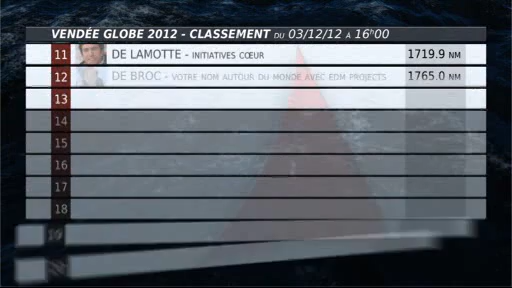 VENDÉE GLOBE 2012 - CLASSEMENT DU 03/12/12 À 16h00
11 DE LAMOTTE - INITIATIVES CŒUR 1719.9 NM
12 DE BROC - VOTRE NOM AUTOUR DU MONDE AVEC EDM PROJECTS 1765.0 NM
13
14
15
16
17
18
19
20